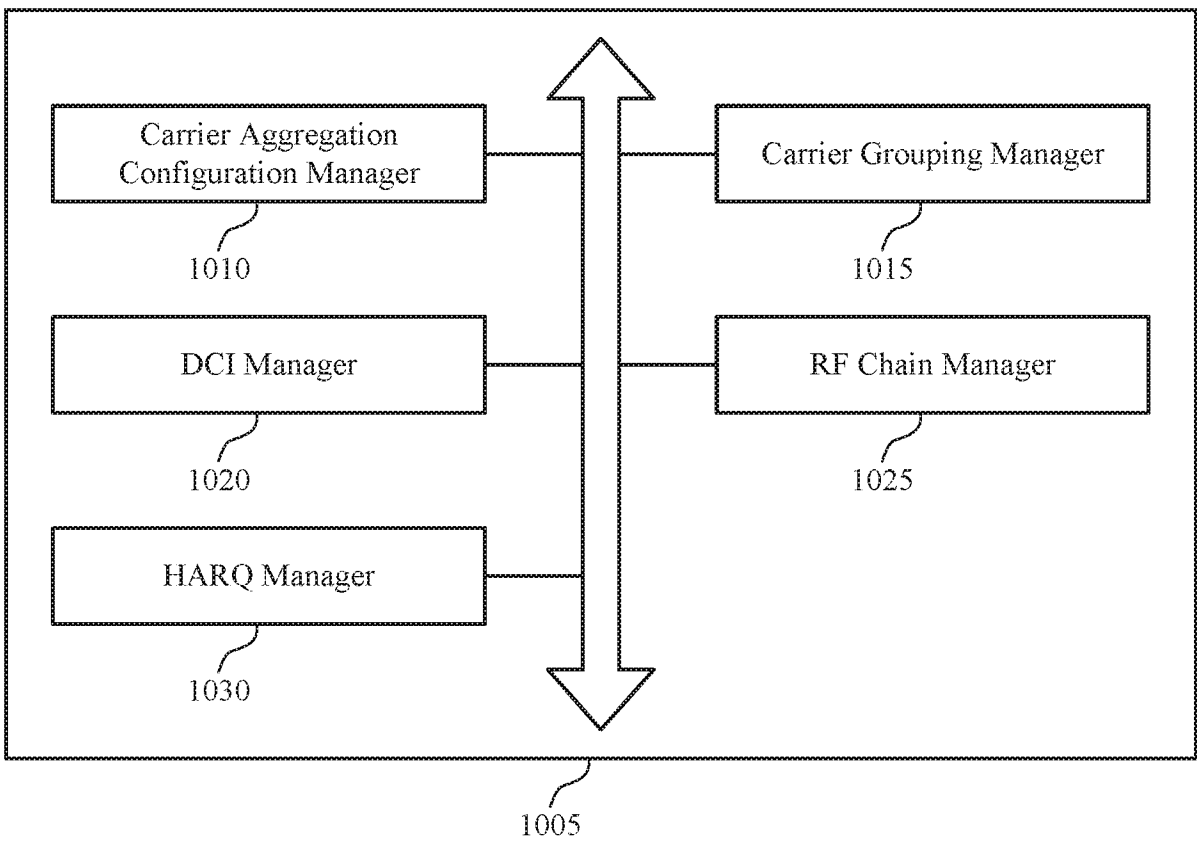 Carrier Aggregation
Configuration Manager
1010
Carrier Grouping Manager
1015
DCI Manager
1020
RF Chain Manager
1025
HARQ Manager
1030
1005